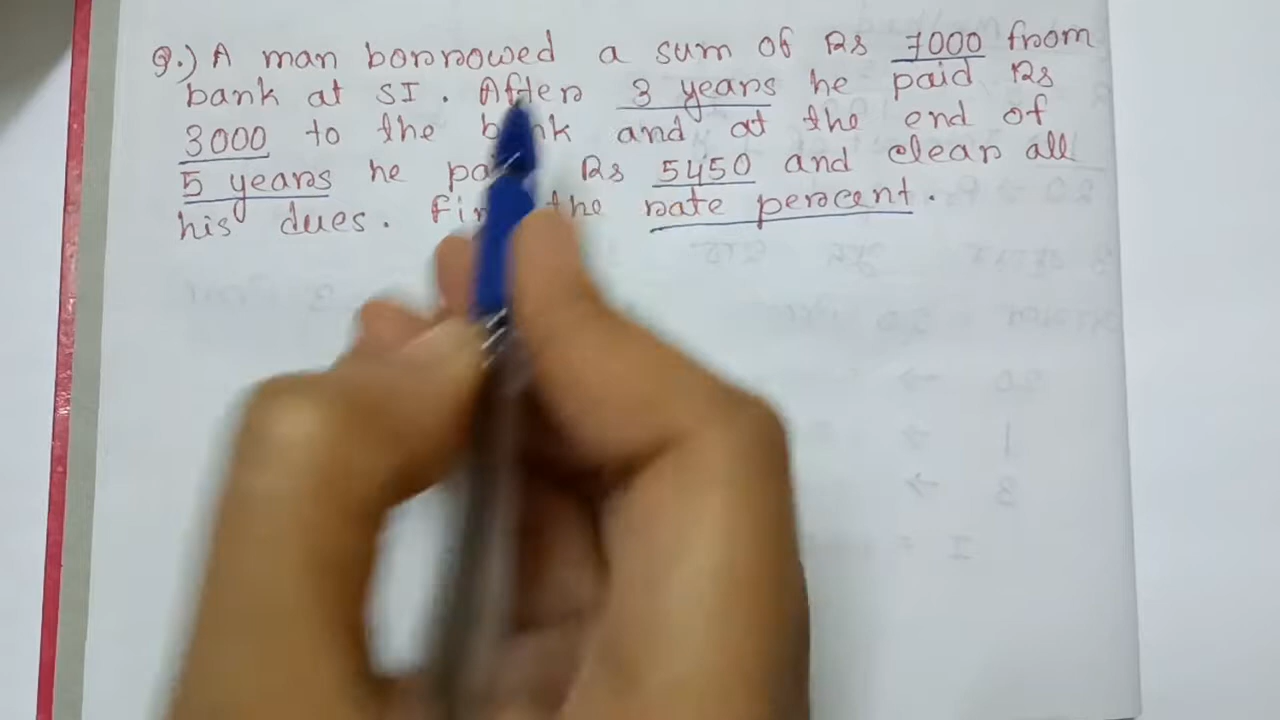 Q.) A man borrowed a sum of Rs 7000 from
bank at SI. After 3 years he paid Rs
3000 to the bank and at the end of
5 years he Rs 5450 and clear all
his dues. the rate percent.